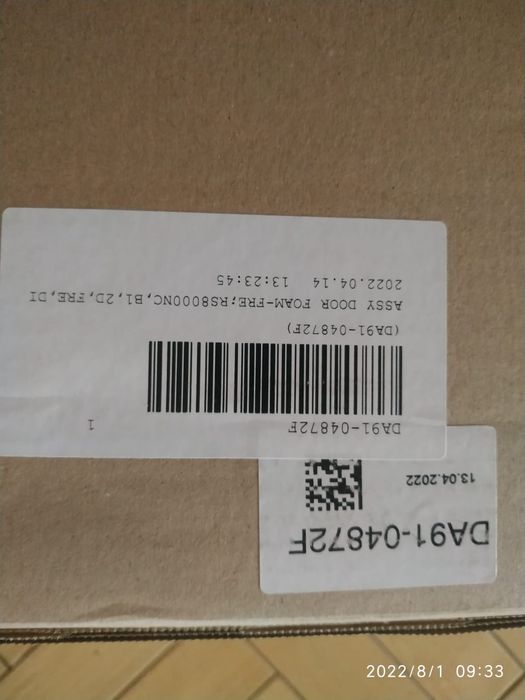 DA91-04872F 1
(DA91-04872F)
ASSY DOOR FOAM-FRE;RS8000NC,B1,2D,FRE,DI
2022.04.14 13:23:45
DA91-04872F
13.04.2022
2022/8/1 09:33